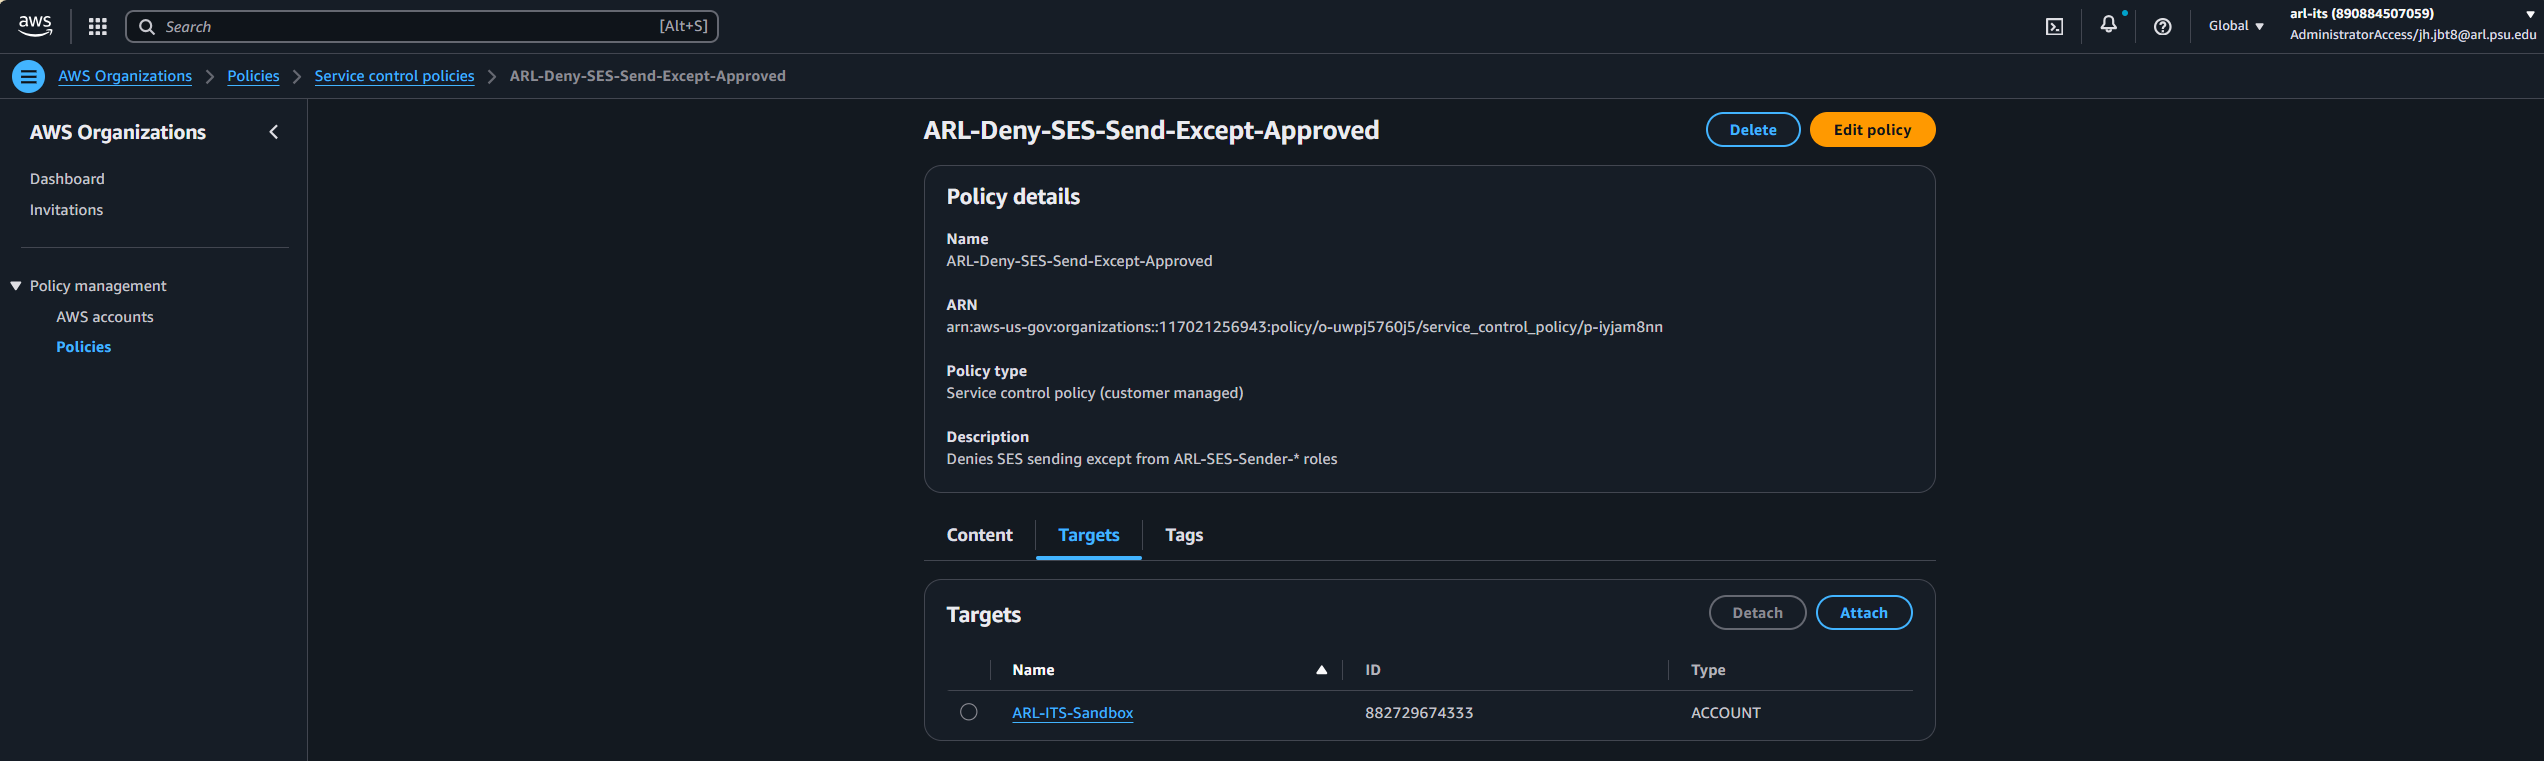 aws
Search [Alt+S]
Global
arl-its (890884507059)
AdministratorAccess/jh.jbt8@arl.psu.edu
AWS Organizations > Policies > Service control policies > ARL-Deny-SES-Send-Except-Approved
AWS Organizations
Dashboard
Invitations
Policy management
AWS accounts
Policies
ARL-Deny-SES-Send-Except-Approved
Delete
Edit policy
Policy details
Name
ARL-Deny-SES-Send-Except-Approved
ARN
arn:aws-us-gov:organizations::117021256943:policy/o-uwpj5760j5/service_control_policy/p-iyjam8nn
Policy type
Service control policy (customer managed)
Description
Denies SES sending except from ARL-SES-Sender-* roles
Content
Targets
Tags
Targets
Detach
Attach
Name ID Type
ARL-ITS-Sandbox 882729674333 ACCOUNT